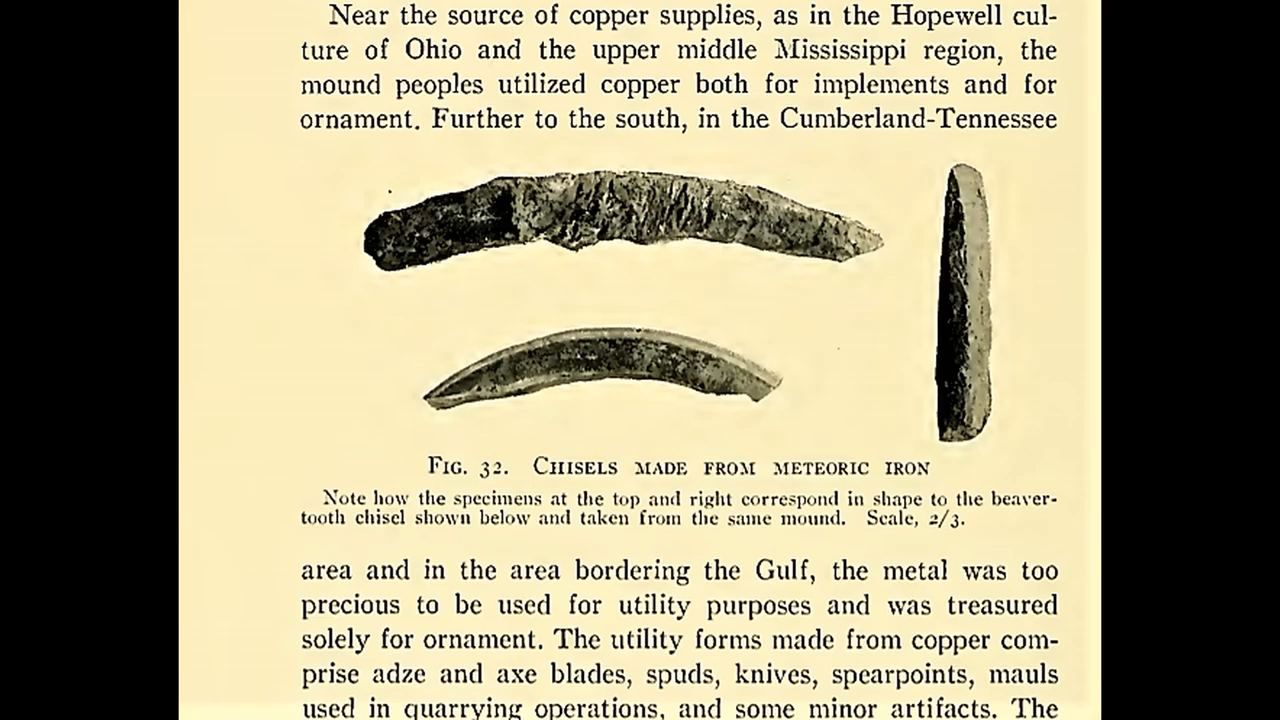 Near the source of copper supplies, as in the Hopewell cul-
ture of Ohio and the upper middle Mississippi region, the
mound peoples utilized copper both for implements and for
ornament. Further to the south, in the Cumberland-Tennessee
Fig. 32. Chisels made from meteoric iron
Note how the specimens at the top and right correspond in shape to the beaver-
tooth chisel shown below and taken from the same mound. Scale, 2/3.
area and in the area bordering the Gulf, the metal was too
precious to be used for utility purposes and was treasured
solely for ornament. The utility forms made from copper com-
prise adze and axe blades, spuds, knives, spearpoints, mauls
used in quarrying operations, and some minor artifacts. The